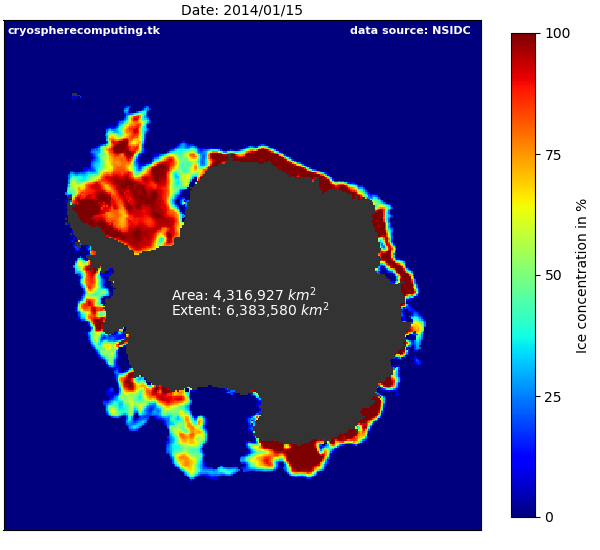 Date: 2014/01/15
cryospherecomputing.tk
data source: NSIDC
Area: 4,316,927 km²
Extent: 6,383,580 km²
100
75
50
25
0
Ice concentration in %